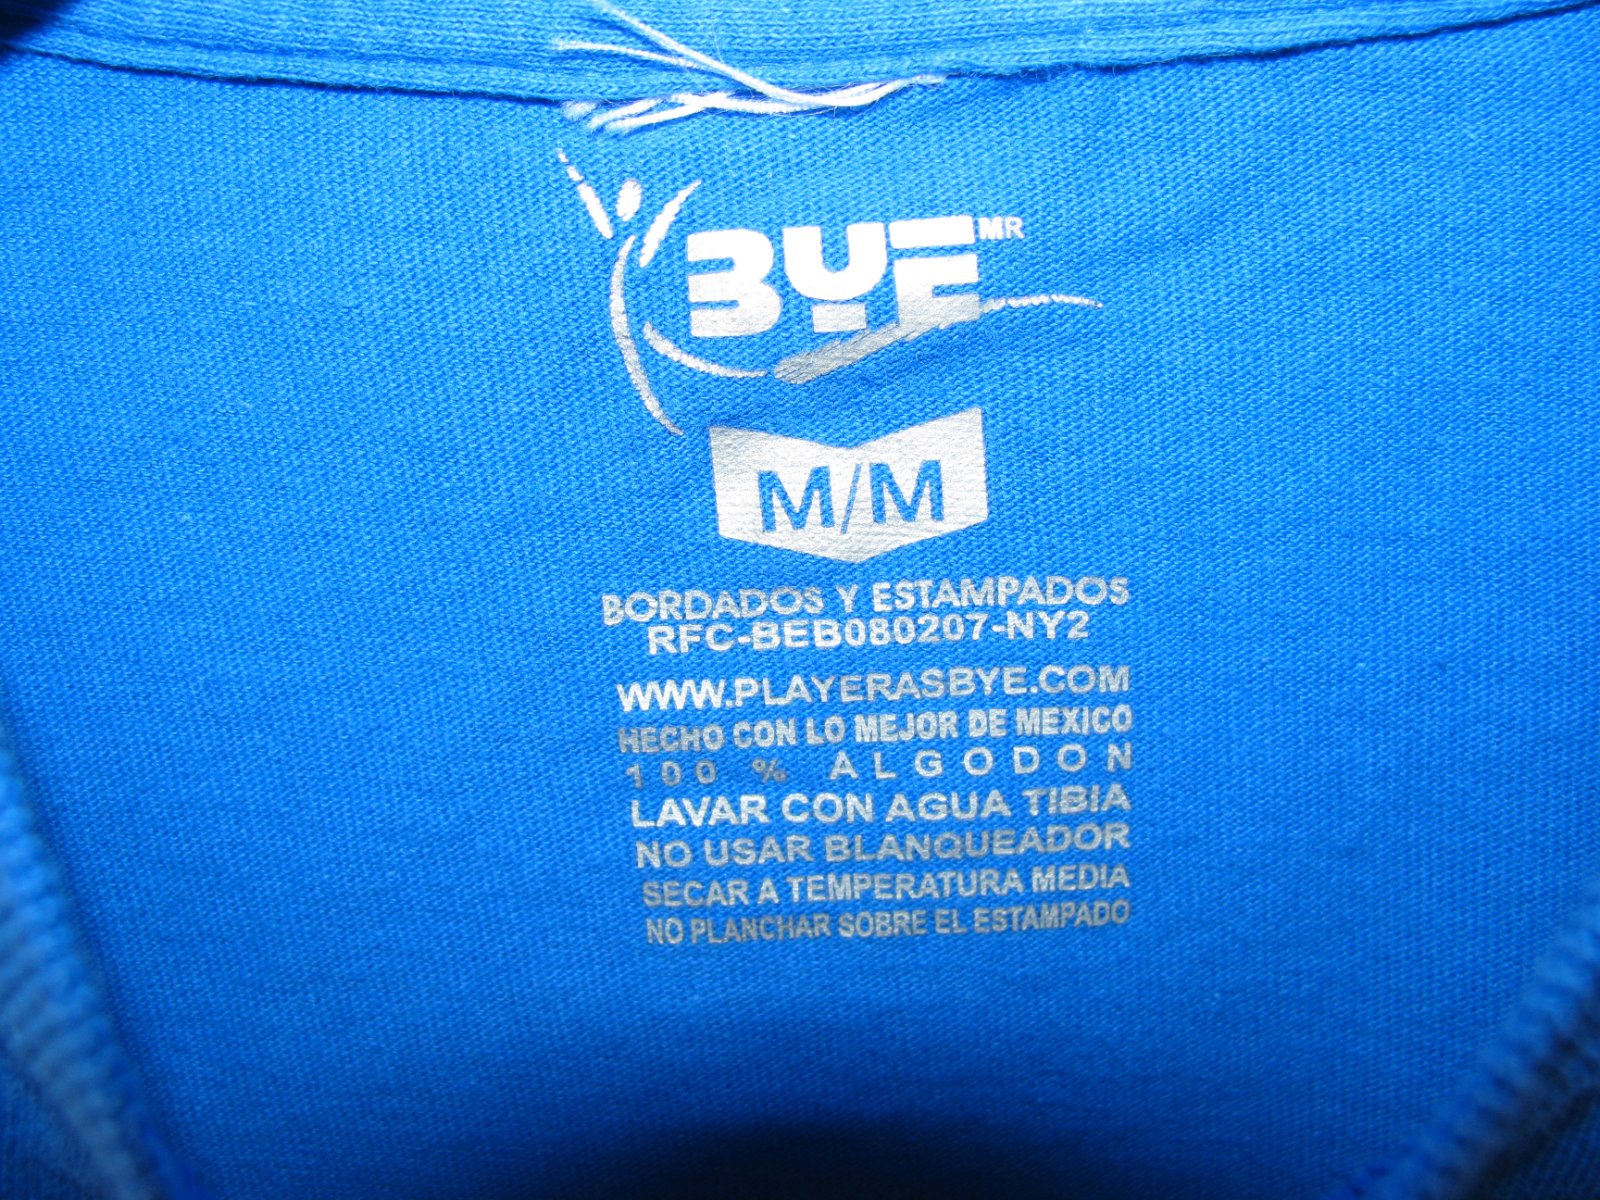 BYE MR
M/M
BORDADOS Y ESTAMPADOS
RFC-BEB080207-NY2
WWW.PLAYERASBYE.COM
HECHO CON LO MEJOR DE MEXICO
100 % ALGODON
LAVAR CON AGUA TIBIA
NO USAR BLANQUEADOR
SECAR A TEMPERATURA MEDIA
NO PLANCHAR SOBRE EL ESTAMPADO